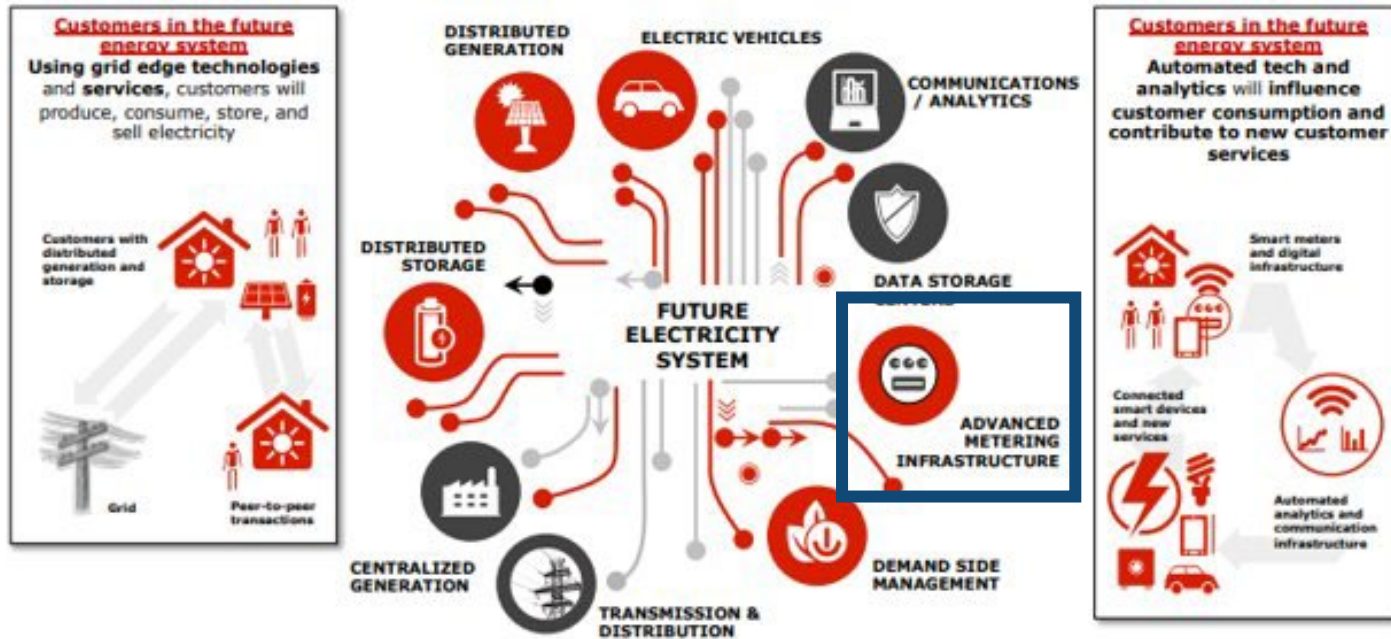 Customers in the future
energy system
Using grid edge technologies
and services, customers will
produce, consume, store, and
sell electricity
Customers with
distributed
generation and
storage
Grid
Peer-to-peer
transactions
DISTRIBUTED
GENERATION
ELECTRIC VEHICLES
COMMUNICATIONS
/ ANALYTICS
DISTRIBUTED
STORAGE
DATA STORAGE
FUTURE
ELECTRICITY
SYSTEM
ADVANCED
METERING
INFRASTRUCTURE
CENTRALIZED
GENERATION
DEMAND SIDE
MANAGEMENT
TRANSMISSION &
DISTRIBUTION
Customers in the future
energy system
Automated tech and
analytics will influence
customer consumption and
contribute to new customer
services
Smart meters
and digital
infrastructure
Connected
smart devices
and new
services
Automated
analytics and
communication
infrastructure